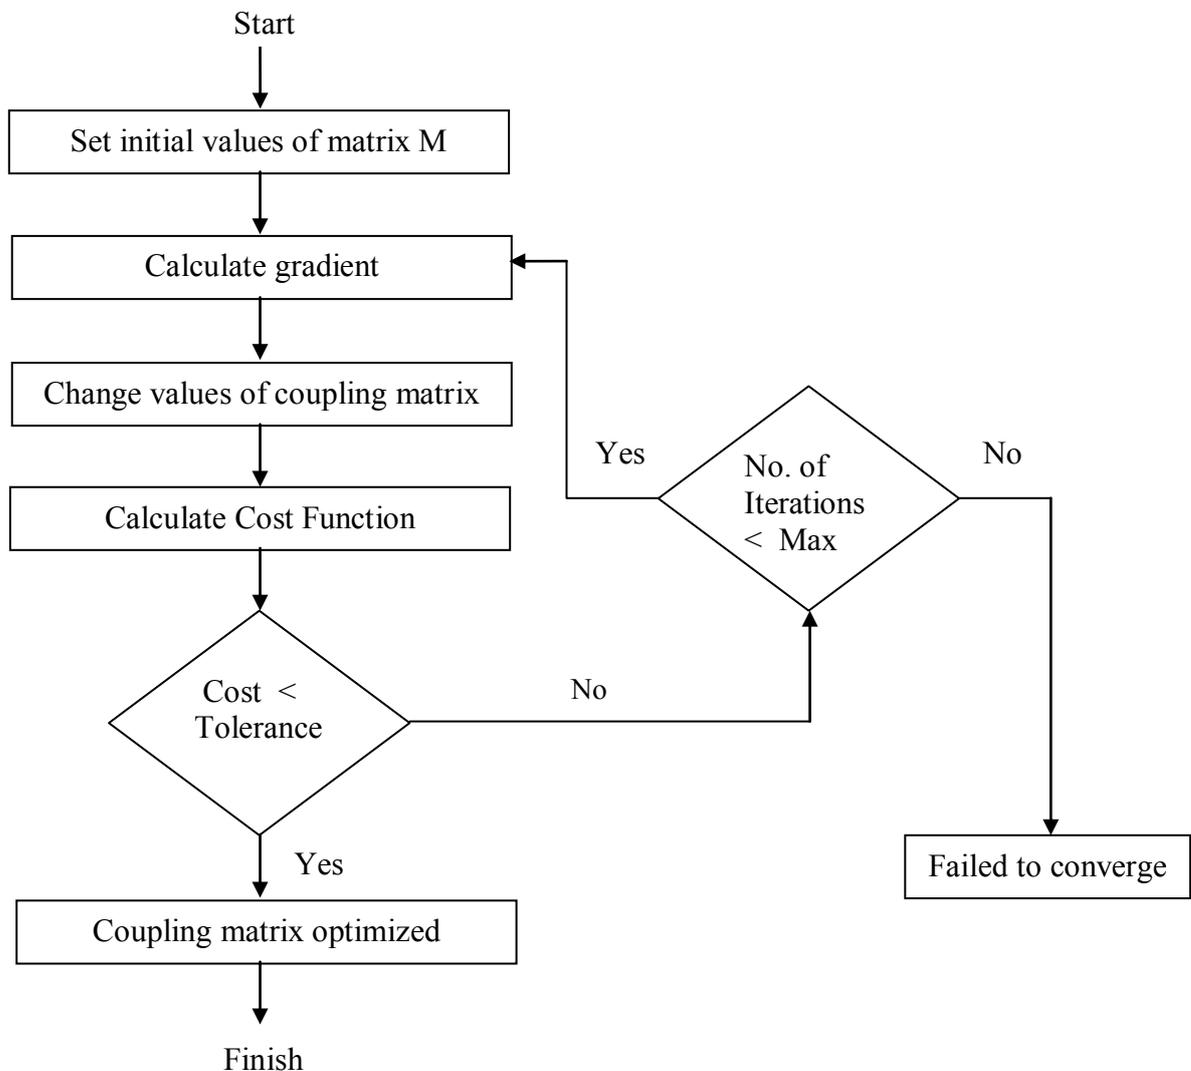 Start
Set initial values of matrix M
Calculate gradient
Change values of coupling matrix
Calculate Cost Function
Cost <
Tolerance
No
Yes
No. of
Iterations
< Max
No
Yes
Coupling matrix optimized
Failed to converge
Finish